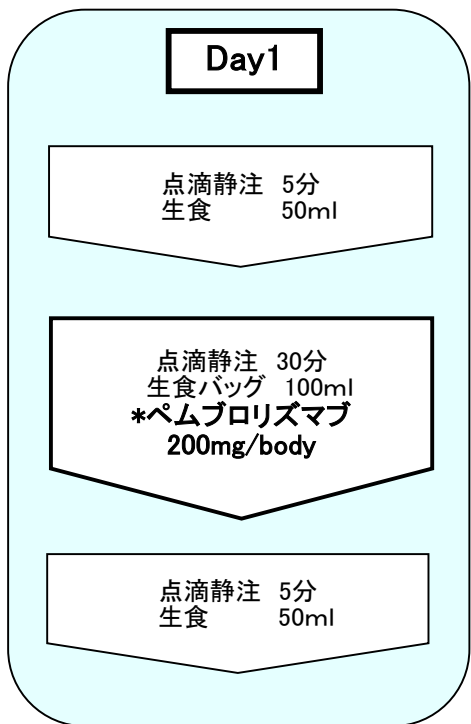 Day1
点滴静注 5分
生食 50ml
点滴静注 30分
生食バッグ 100ml
*ペムブロリズマブ
200mg/body
点滴静注 5分
生食 50ml